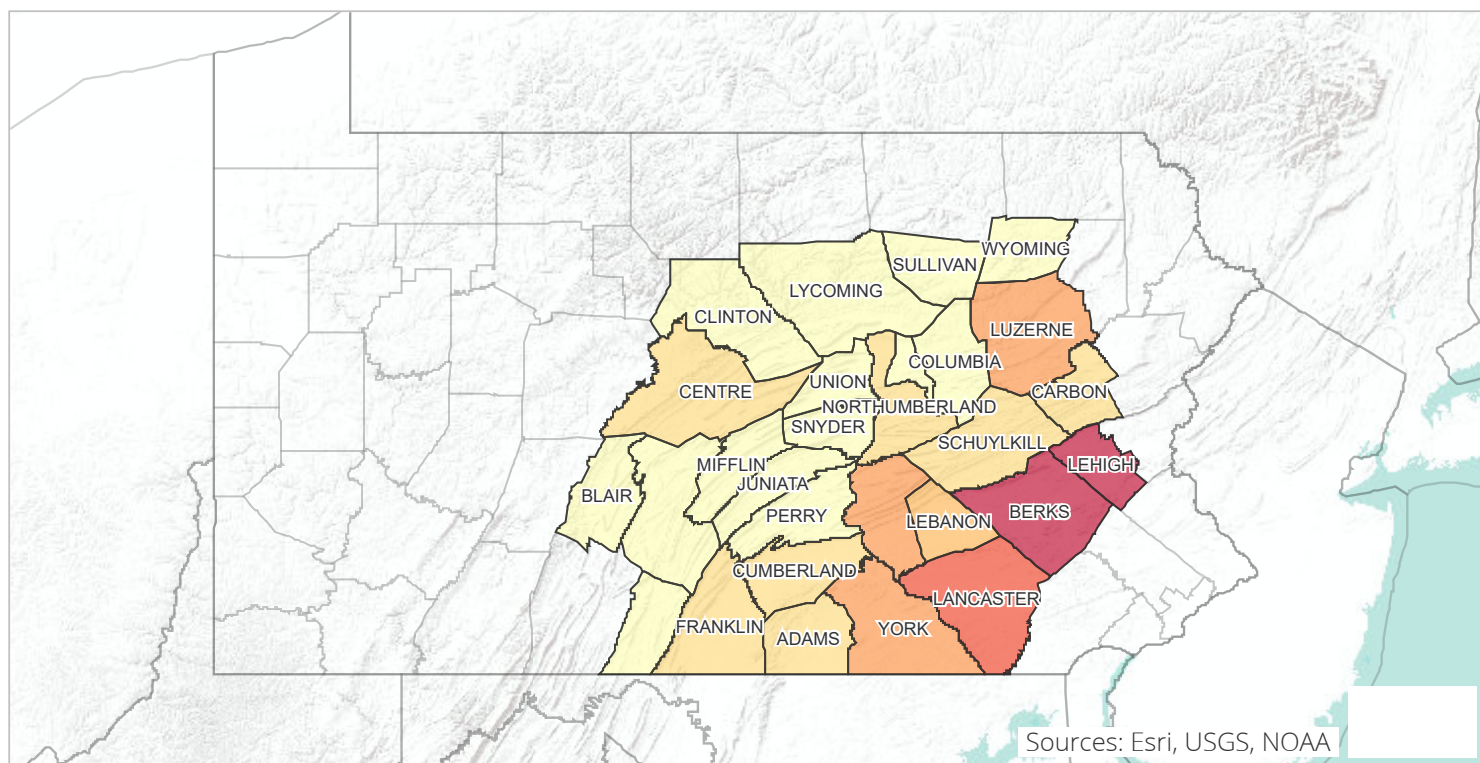 WYOMING
SULLIVAN
LYCOMING
CLINTON
LUZERNE
COLUMBIA
UNION
CENTRE
CARBON
NORTHUMBERLAND
SNYDER
SCHUYLKILL
MIFFLIN
LEHIGH
JUNIATA
BLAIR
BERKS
PERRY
LEBANON
CUMBERLAND
LANCASTER
FRANKLIN
YORK
ADAMS
Sources: Esri, USGS, NOAA